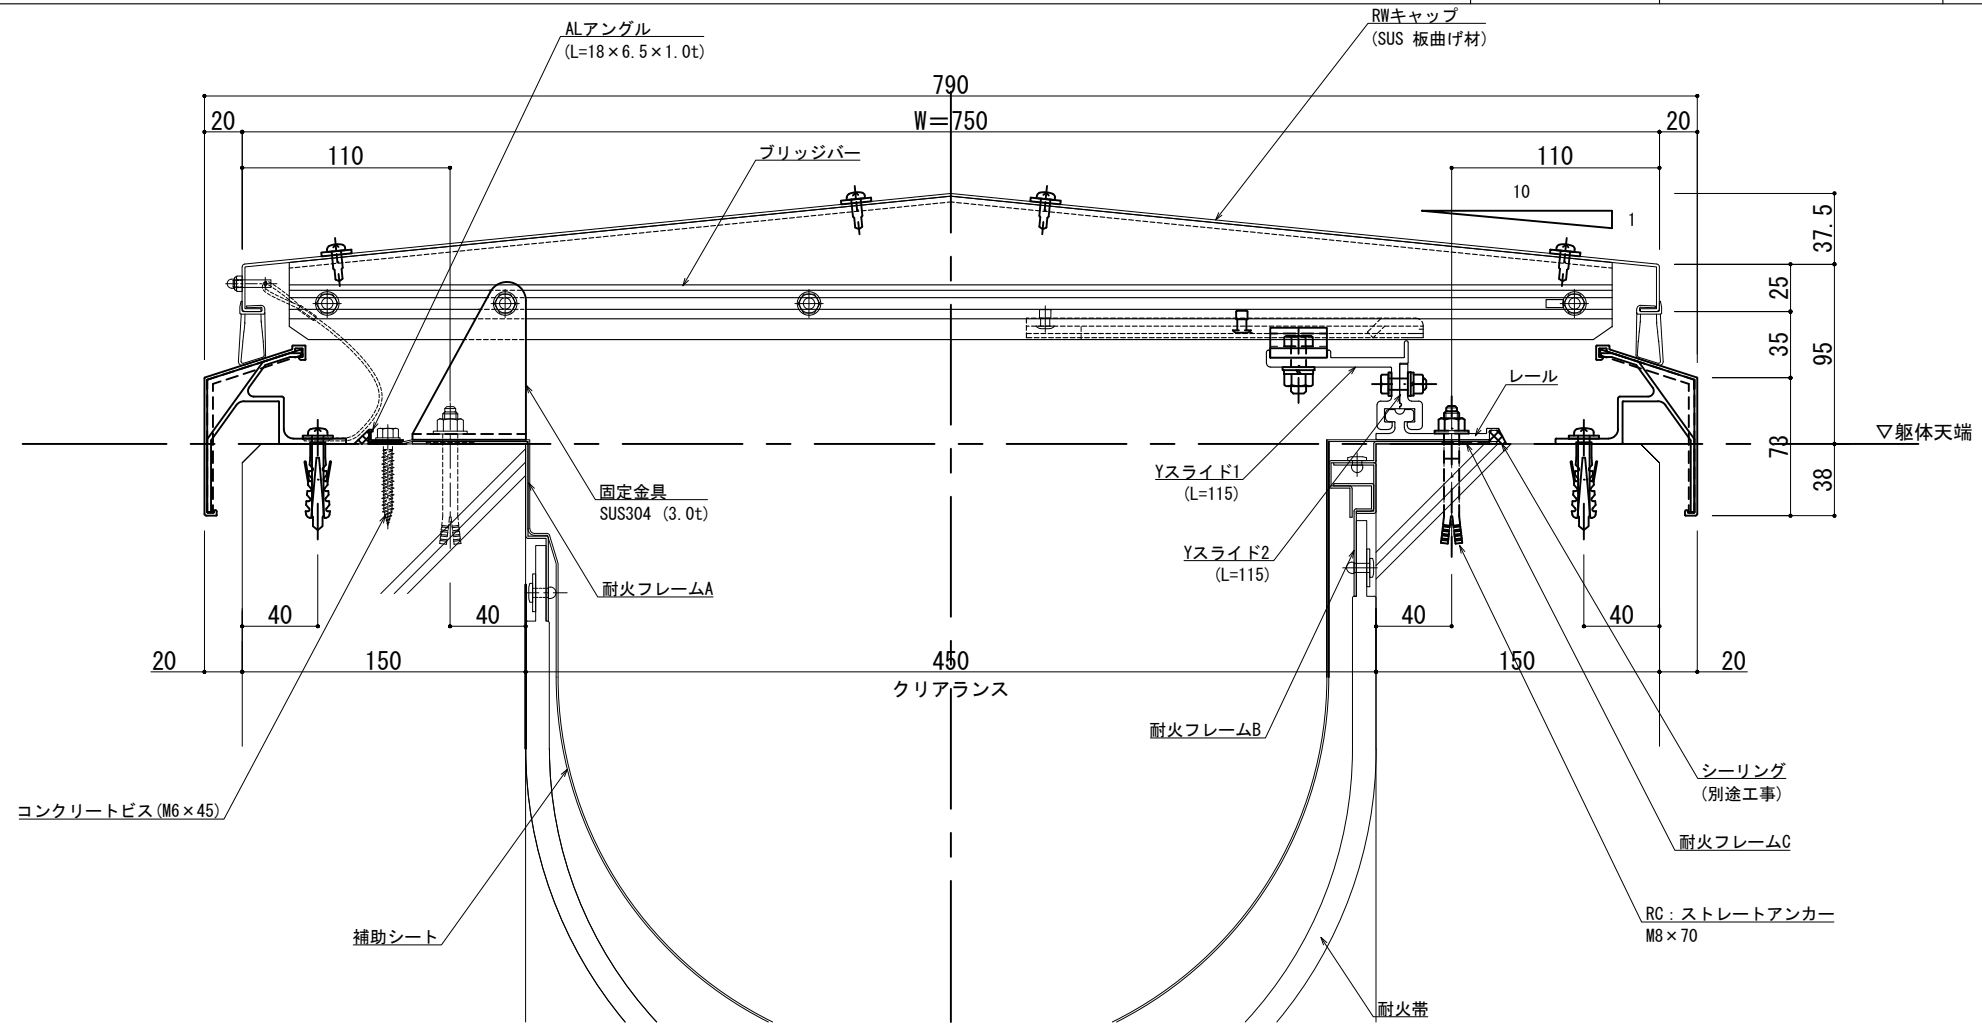 ALアングル
(L=18×6.5×1.0t)
RWキャップ
(SUS 板曲げ材)
790
20
W=750
20
110
ブリッジバー
110
10
1
37.5
25
35
95
レール
▽躯体天端
73
38
Yスライド1
(L=115)
固定金具
SUS304 (3.0t)
Yスライド2
(L=115)
耐火フレームA
40
40
40
40
20
150
450
150
20
クリアランス
耐火フレームB
シーリング
(別途工事)
コンクリートビス(M6×45)
耐火フレームC
補助シート
RC：ストレートアンカー
M8×70
耐火帯